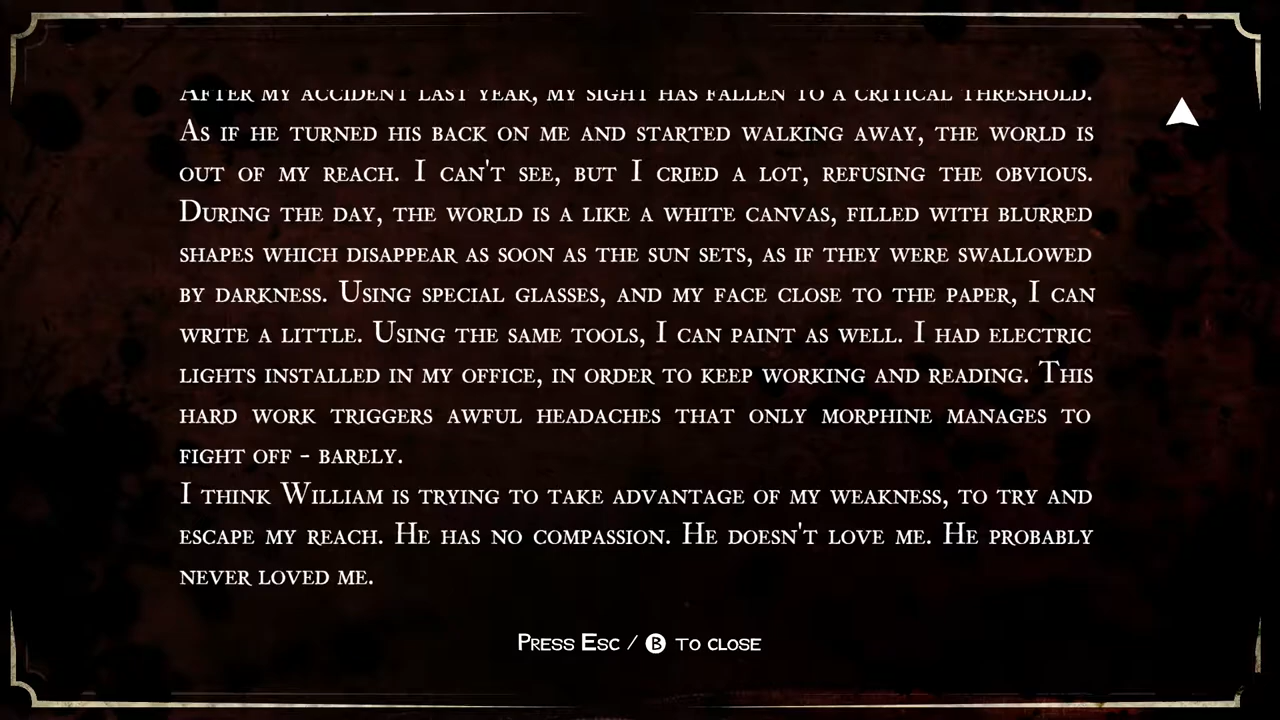 After my accident last year, my sight has fallen to a critical threshold.
As if he turned his back on me and started walking away, the world is
out of my reach. I can't see, but I cried a lot, refusing the obvious.
During the day, the world is a like a white canvas, filled with blurred
shapes which disappear as soon as the sun sets, as if they were swallowed
by darkness. Using special glasses, and my face close to the paper, I can
write a little. Using the same tools, I can paint as well. I had electric
lights installed in my office, in order to keep working and reading. This
hard work triggers awful headaches that only morphine manages to
fight off - barely.
I think William is trying to take advantage of my weakness, to try and
escape my reach. He has no compassion. He doesn't love me. He probably
never loved me.
Press Esc / B to close